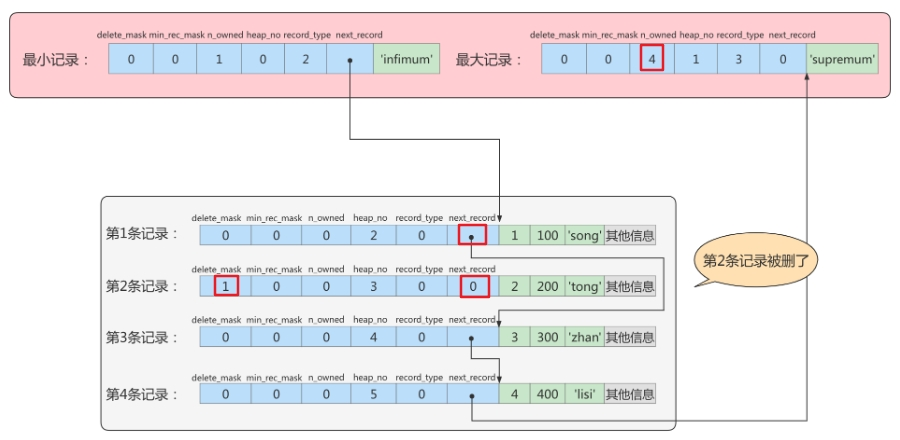 delete_mask min_rec_mask n_owned heap_no record_type next_record
最小记录： 0 0 1 0 2 'infimum'
delete_mask min_rec_mask n_owned heap_no record_type next_record
最大记录： 0 0 4 1 3 0 'supremum'
delete_mask min_rec_mask n_owned heap_no record_type next_record
第1条记录： 0 0 0 2 0 1 100 'song' 其他信息
delete_mask min_rec_mask n_owned heap_no record_type next_record
第2条记录： 1 0 0 3 0 0 2 200 'tong' 其他信息
第2条记录被删了
delete_mask min_rec_mask n_owned heap_no record_type next_record
第3条记录： 0 0 0 4 0 3 300 'zhan' 其他信息
delete_mask min_rec_mask n_owned heap_no record_type next_record
第4条记录： 0 0 0 5 0 4 400 'lisi' 其他信息